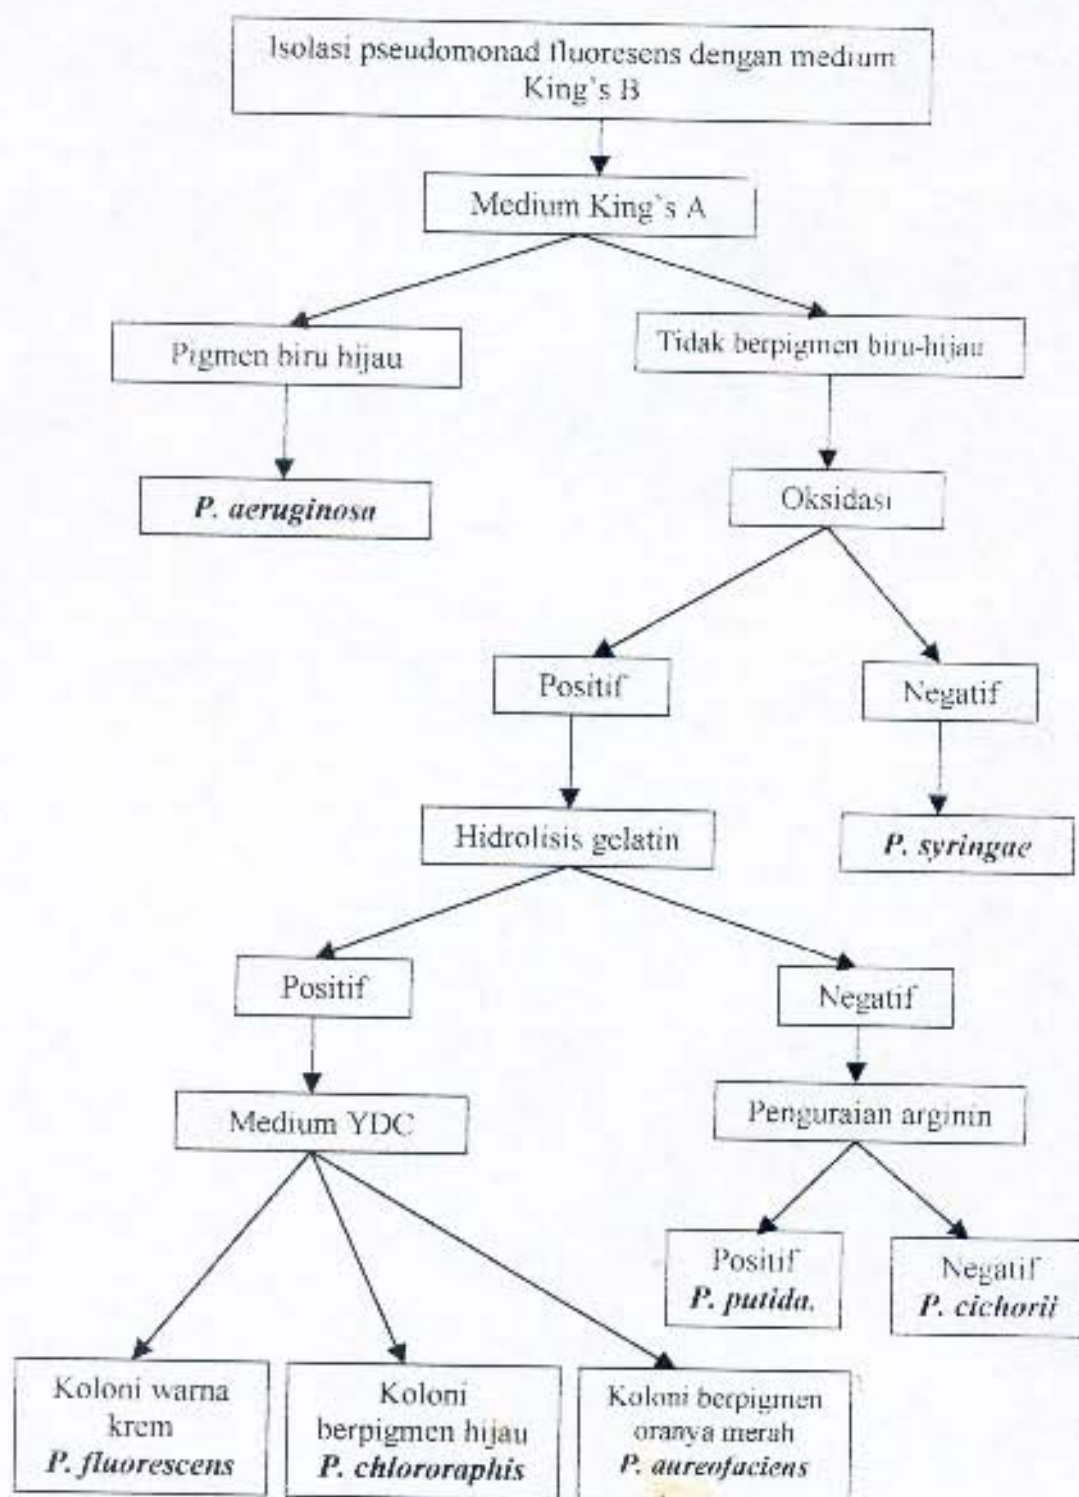 Isolasi pseudomonad fluoresens dengan medium
King`s B
Medium King`s A
Pigmen biru hijau
Tidak berpigmen biru-hijau
P. aeruginosa
Oksidasi
Positif
Negatif
Hidrolisis gelatin
P. syringae
Positif
Negatif
Medium YDC
Penguraian arginin
Positif
P. putida.
Negatif
P. cichorii
Koloni warna
krem
P. fluorescens
Koloni
berpigmen hijau
P. chlororaphis
Koloni berpigmen
oranya merah
P. aureofaciens